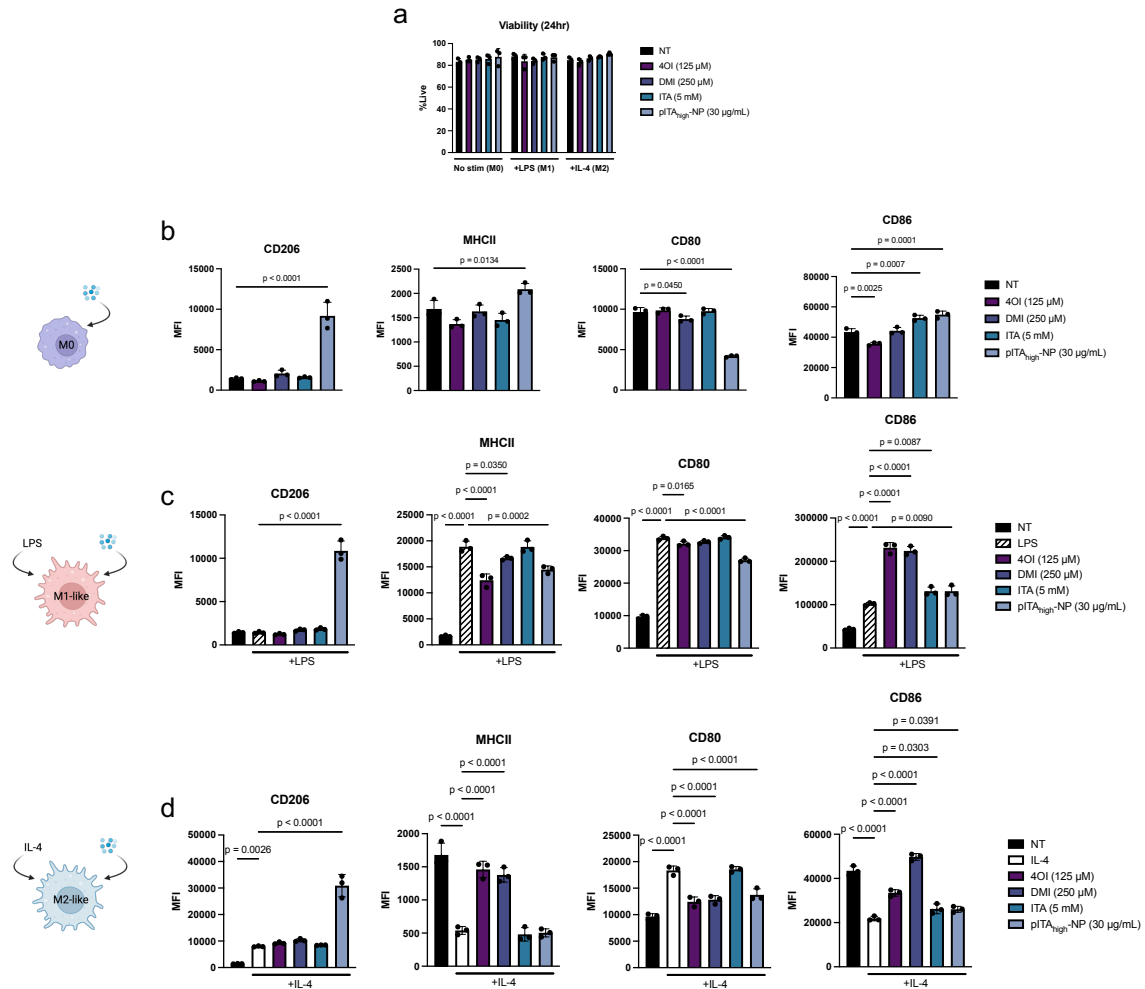 a
Viability (24hr)
%Live
100
80
60
40
20
0
No stim (M0)
+LPS (M1)
+IL-4 (M2)
NT
4OI (125 µM)
DMI (250 µM)
ITA (5 mM)
pITAhigh-NP (30 µg/mL)
b
M0
CD206
MFI
15000
10000
5000
0
p < 0.0001
MHCII
MFI
2500
2000
1500
1000
500
0
p = 0.0134
CD80
MFI
15000
10000
5000
0
p < 0.0001
p = 0.0450
CD86
MFI
80000
60000
40000
20000
0
p = 0.0001
p = 0.0007
p = 0.0025
NT
4OI (125 µM)
DMI (250 µM)
ITA (5 mM)
pITAhigh-NP (30 µg/mL)
c
LPS
M1-like
CD206
MFI
15000
10000
5000
0
p < 0.0001
+LPS
MHCII
MFI
25000
20000
15000
10000
5000
0
p = 0.0350
p < 0.0001
p < 0.0001
p = 0.0002
+LPS
CD80
MFI
40000
30000
20000
10000
0
p = 0.0165
p < 0.0001
p < 0.0001
+LPS
CD86
MFI
300000
200000
100000
0
p = 0.0087
p < 0.0001
p < 0.0001
p < 0.0001
p = 0.0090
+LPS
NT
LPS
4OI (125 µM)
DMI (250 µM)
ITA (5 mM)
pITAhigh-NP (30 µg/mL)
d
IL-4
M2-like
CD206
MFI
50000
40000
30000
20000
10000
0
p = 0.0026
p < 0.0001
+IL-4
MHCII
MFI
2000
1500
1000
500
0
p < 0.0001
p < 0.0001
p < 0.0001
+IL-4
CD80
MFI
25000
20000
15000
10000
5000
0
p < 0.0001
p < 0.0001
p < 0.0001
p < 0.0001
+IL-4
CD86
MFI
60000
40000
20000
0
p = 0.0391
p = 0.0303
p < 0.0001
p < 0.0001
p < 0.0001
+IL-4
NT
IL-4
4OI (125 µM)
DMI (250 µM)
ITA (5 mM)
pITAhigh-NP (30 µg/mL)